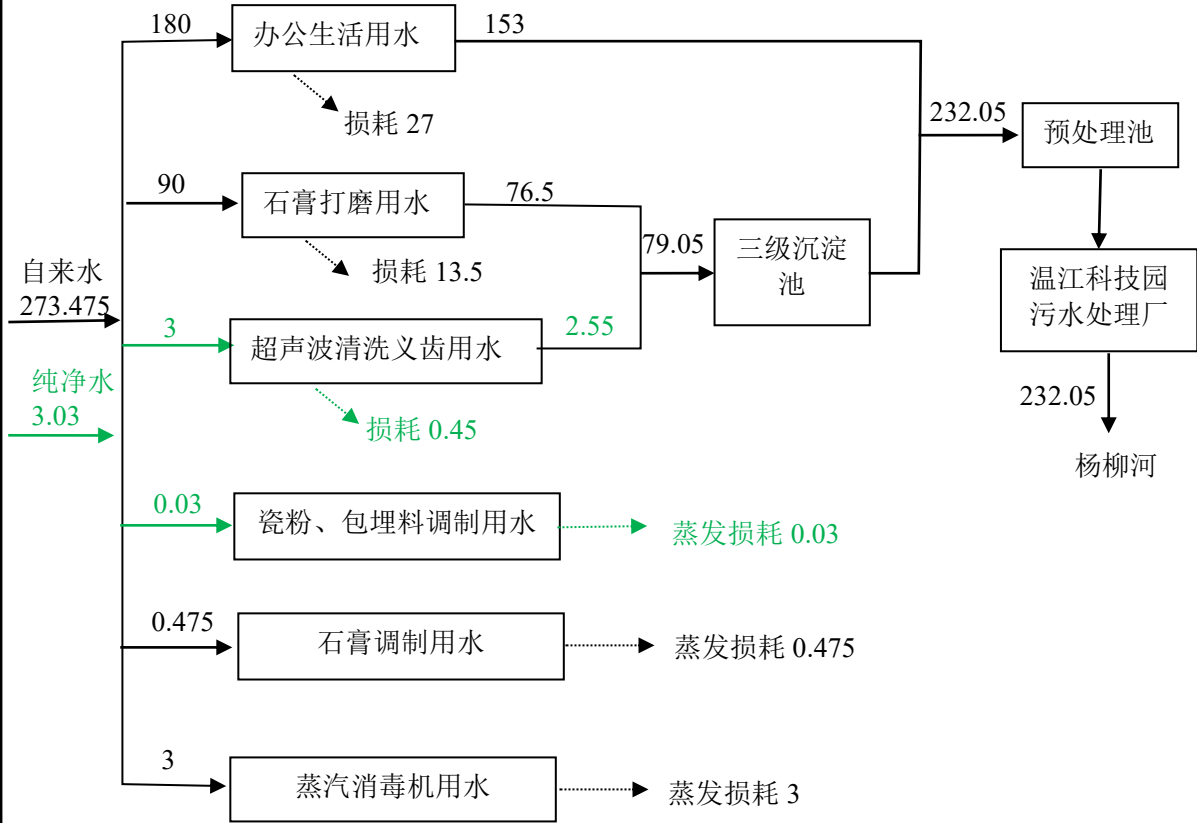 180
办公生活用水
153
损耗 27
232.05
预处理池
90
石膏打磨用水
76.5
损耗 13.5
79.05
三级沉淀
池
自来水
273.475
温江科技园
污水处理厂
3
超声波清洗义齿用水
2.55
纯净水
3.03
损耗 0.45
232.05
杨柳河
0.03
瓷粉、包埋料调制用水
蒸发损耗 0.03
0.475
石膏调制用水
蒸发损耗 0.475
3
蒸汽消毒机用水
蒸发损耗 3